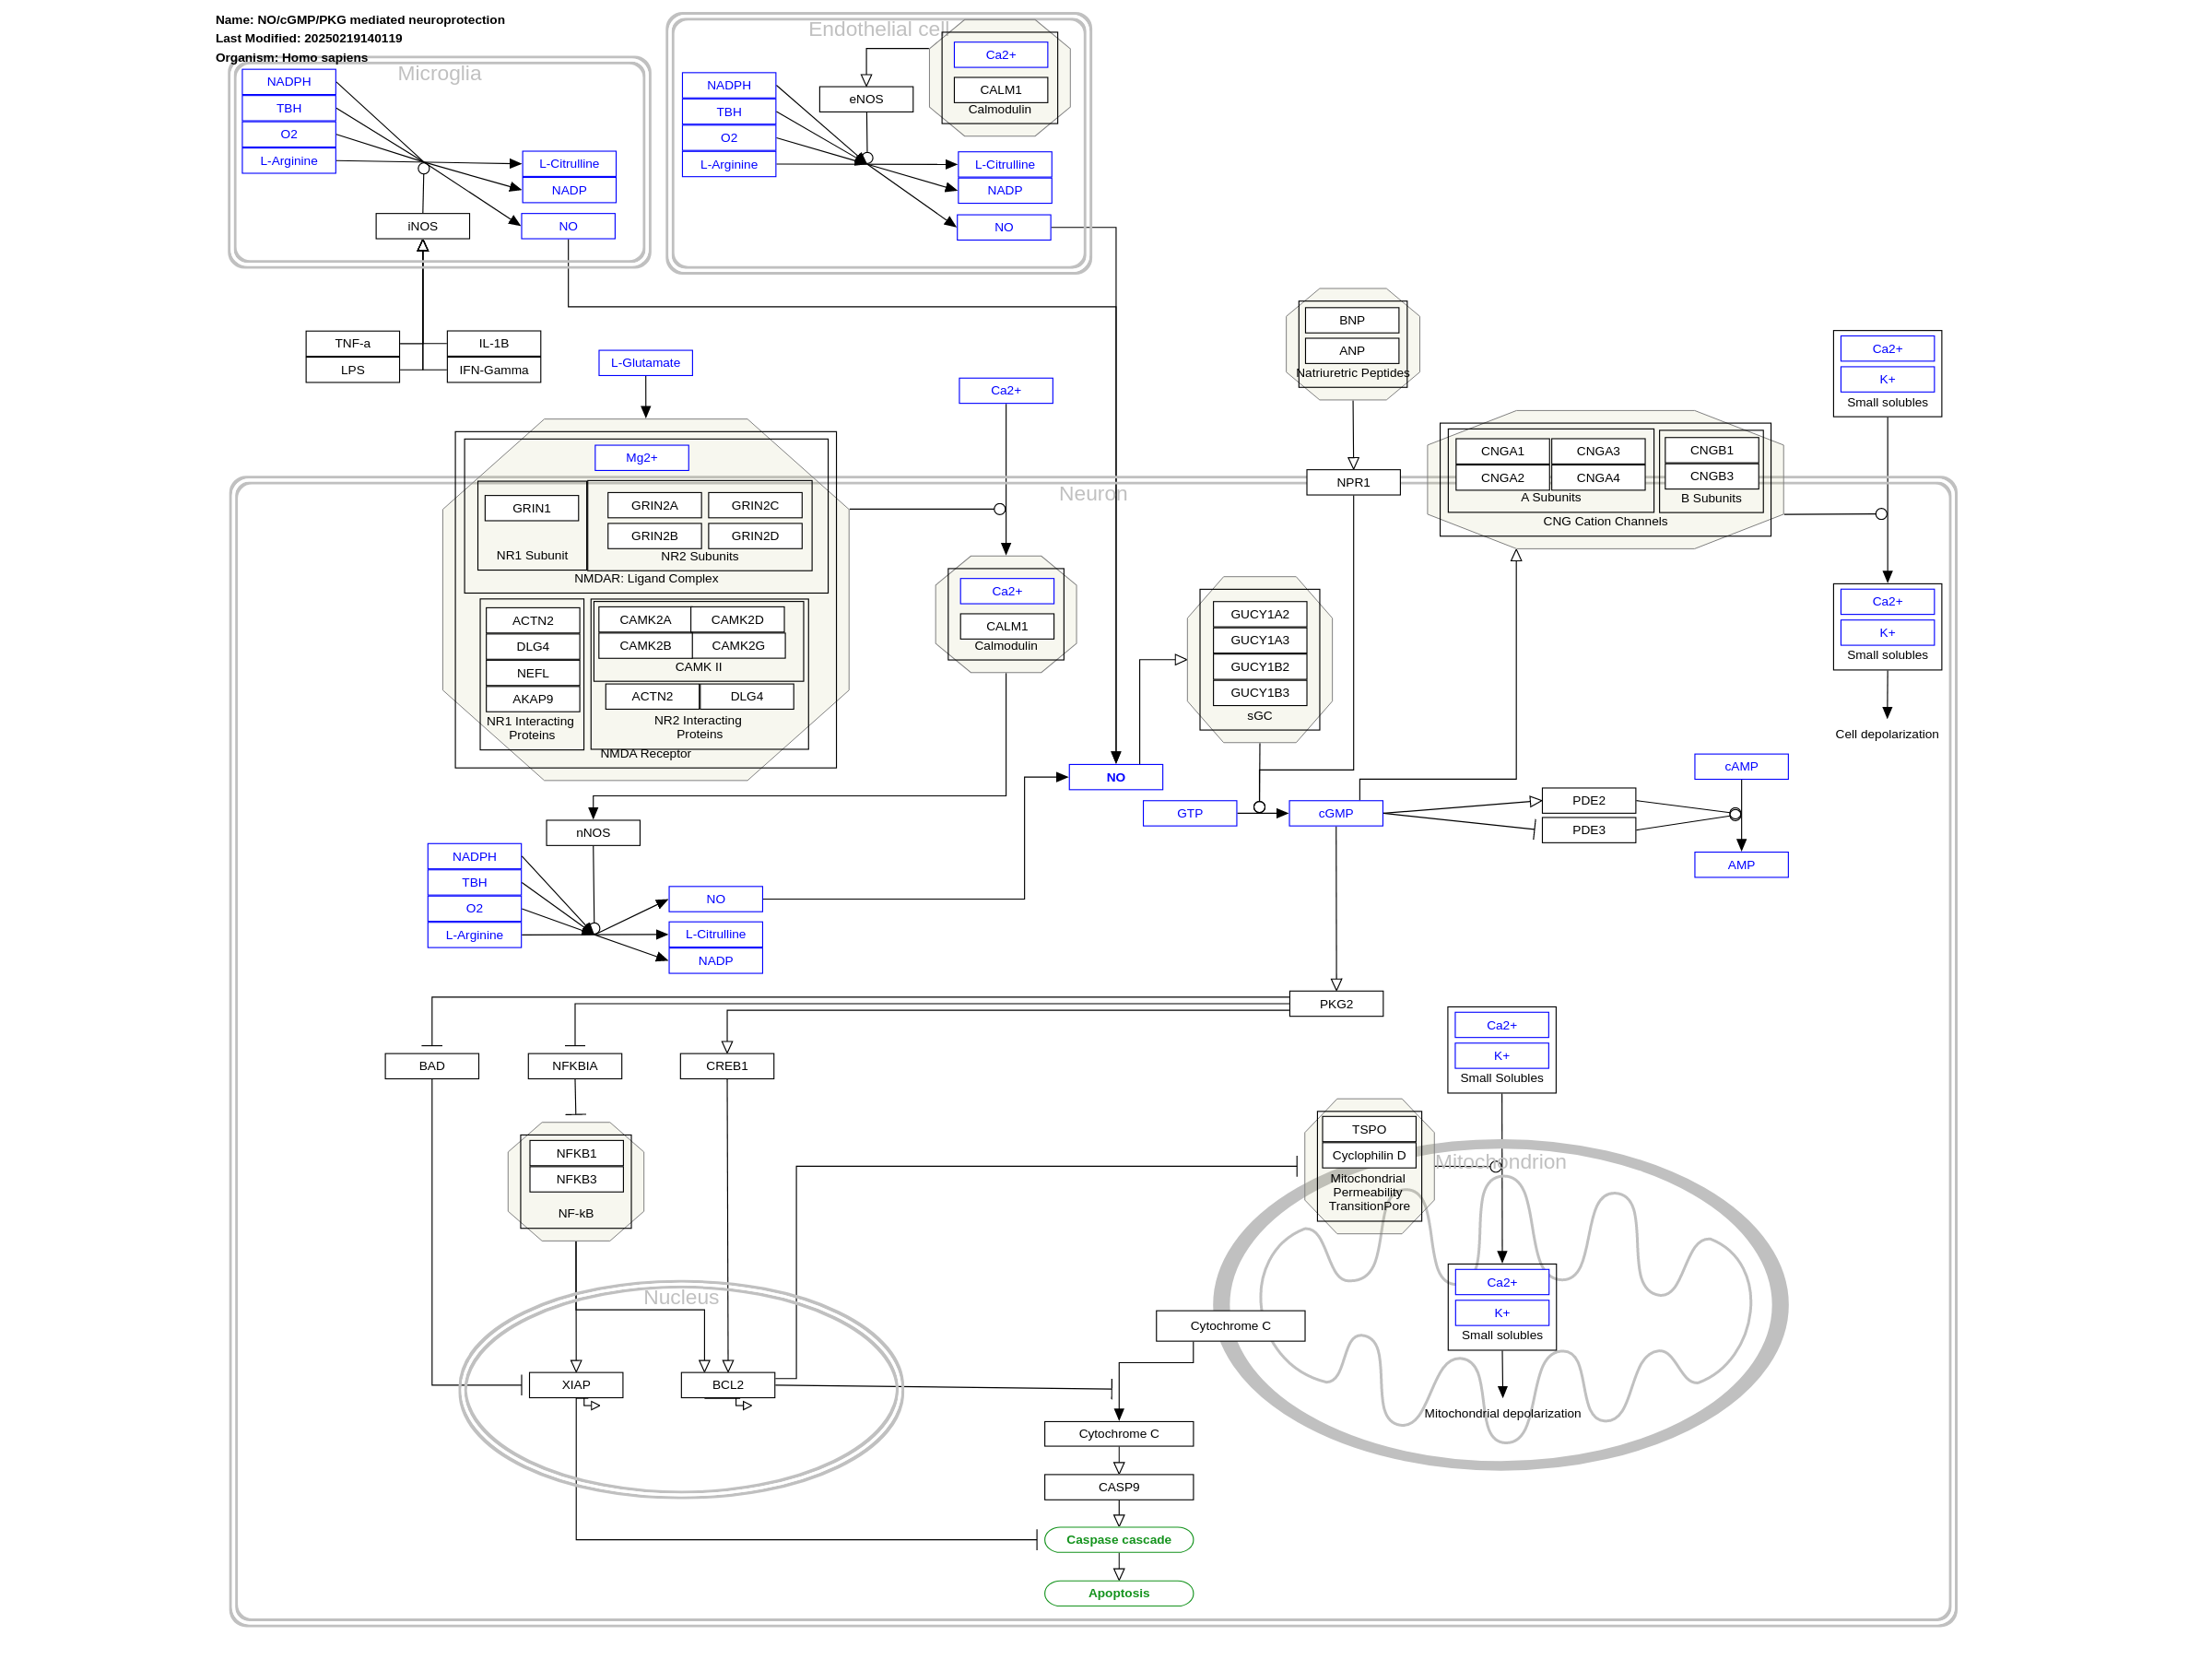 Name: NO/cGMP/PKG mediated neuroprotection
Last Modified: 20250219140119
Organism: Homo sapiens
Microglia
NADPH
TBH
O2
L-Arginine
L-Citrulline
NADP
NO
iNOS
TNF-a
LPS
IL-1B
IFN-Gamma
Endothelial cell
NADPH
TBH
O2
L-Arginine
eNOS
Ca2+
CALM1
Calmodulin
L-Citrulline
NADP
NO
L-Glutamate
Ca2+
BNP
ANP
Natriuretric Peptides
Ca2+
K+
Small solubles
Neuron
Mg2+
GRIN1
NR1 Subunit
GRIN2A
GRIN2C
GRIN2B
GRIN2D
NR2 Subunits
NMDAR: Ligand Complex
ACTN2
DLG4
NEFL
AKAP9
NR1 Interacting
Proteins
CAMK2A
CAMK2D
CAMK2B
CAMK2G
CAMK II
ACTN2
DLG4
NR2 Interacting
Proteins
NMDA Receptor
Ca2+
CALM1
Calmodulin
NPR1
CNGA1
CNGA3
CNGA2
CNGA4
A Subunits
CNGB1
CNGB3
B Subunits
CNG Cation Channels
GUCY1A2
GUCY1A3
GUCY1B2
GUCY1B3
sGC
Ca2+
K+
Small solubles
Cell depolarization
NO
GTP
cGMP
PDE2
PDE3
cAMP
AMP
nNOS
NADPH
TBH
O2
L-Arginine
NO
L-Citrulline
NADP
PKG2
BAD
NFKBIA
CREB1
NFKB1
NFKB3
NF-kB
Ca2+
K+
Small Solubles
TSPO
Cyclophilin D
Mitochondrial
Permeability
TransitionPore
Mitochondrion
Ca2+
K+
Small solubles
Mitochondrial depolarization
Nucleus
XIAP
BCL2
Cytochrome C
Cytochrome C
CASP9
Caspase cascade
Apoptosis